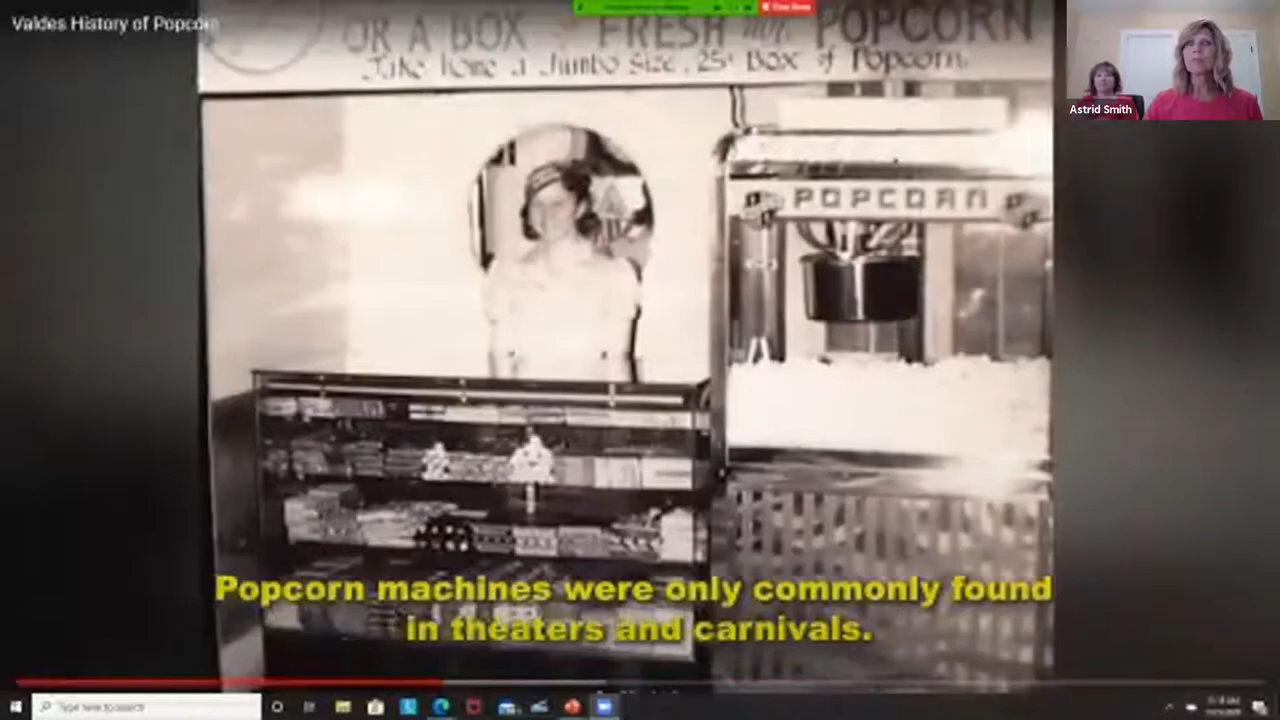 Valdes History of Popcorn
OR A BOX FRESH HOT POPCORN
Take home a Jumbo Size, 25¢ Box of Popcorn.
POPCORN
Astrid Smith
Popcorn machines were only commonly found
in theaters and carnivals.
Type here to search